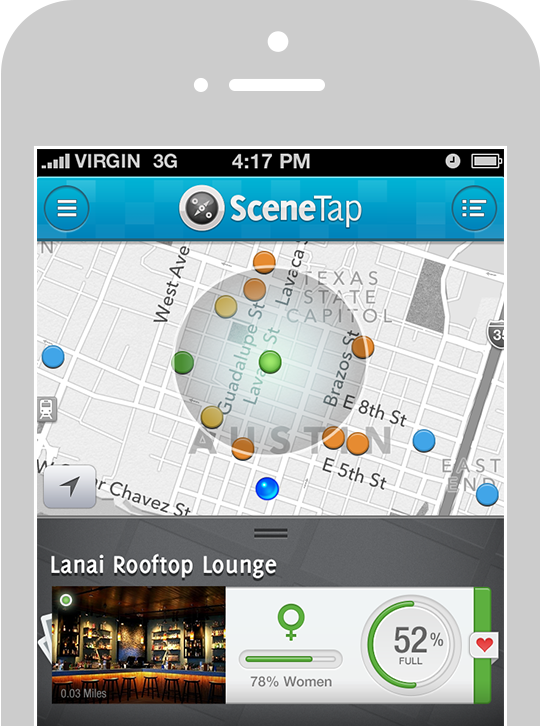 VIRGIN 3G 4:17 PM
SceneTap
N
West Ave
Lavaca S
TEXAS
STATE
CAPITOL
Guadalupe St
Lavaca St
Brazos St
35
E 8th St
AUSTIN
E 5th St
EAST
END
Chavez St
Lanai Rooftop Lounge
52%
FULL
78% Women
0.03 Miles